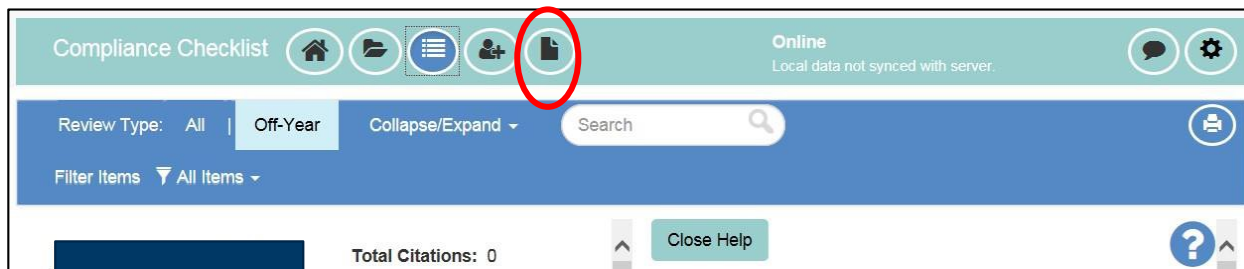 Compliance Checklist
Online
Local data not synced with server.
Review Type: All | Off-Year Collapse/Expand Search
Filter Items All Items
Total Citations: 0
Close Help
?